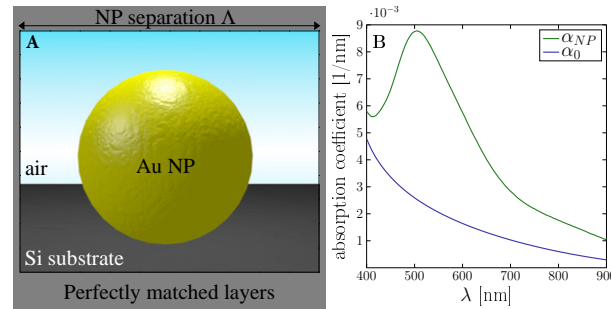 NP separation Λ
A
Au NP
air
Si substrate
Perfectly matched layers
×10⁻³
B
α_NP
α_0
absorption coefficient [1/nm]
9
8
7
6
5
4
3
2
1
400 500 600 700 800 900
λ [nm]